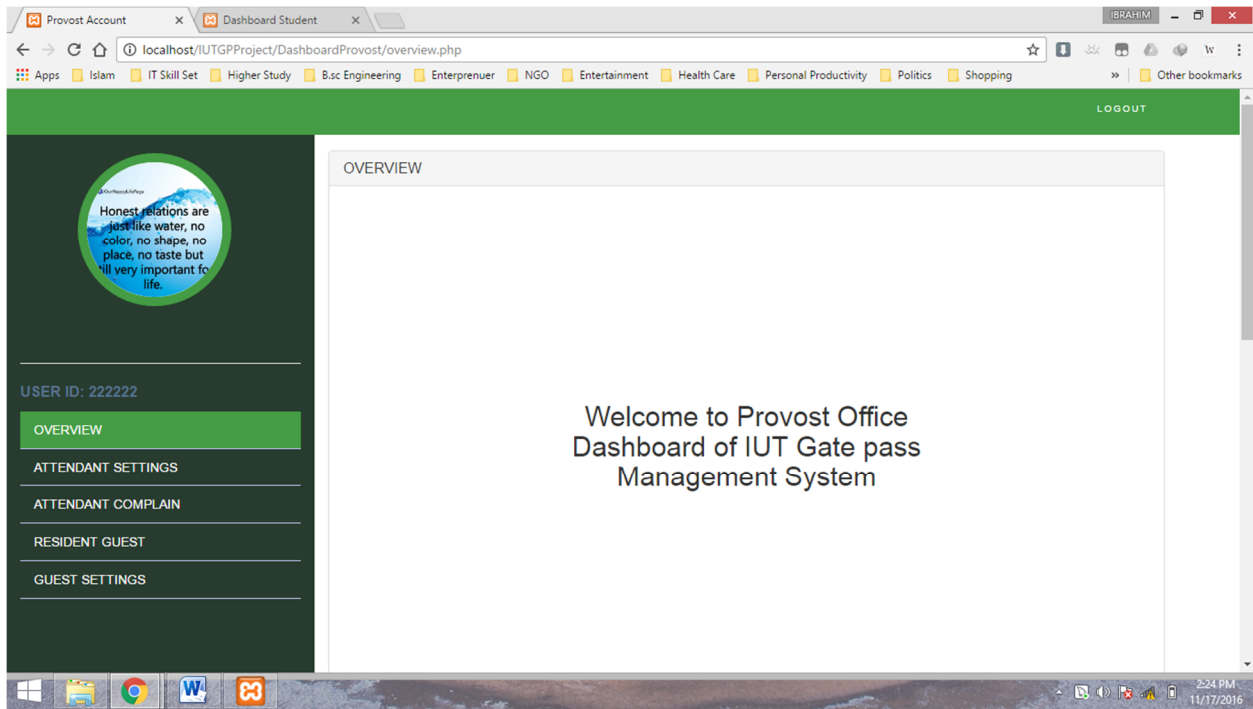 Provost Account
Dashboard Student
IBRAHIM
localhost/IUTGPProject/DashboardProvost/overview.php
Apps Islam IT Skill Set Higher Study B.sc Engineering Enterprenuer NGO Entertainment Health Care Personal Productivity Politics Shopping » Other bookmarks
LOGOUT
Honest relations are
just like water, no
color, no shape, no
place, no taste but
very important
life.
USER ID: 222222
OVERVIEW
ATTENDANT SETTINGS
ATTENDANT COMPLAIN
RESIDENT GUEST
GUEST SETTINGS
OVERVIEW
Welcome to Provost Office
Dashboard of IUT Gate pass
Management System
2:24 PM
11/17/2016